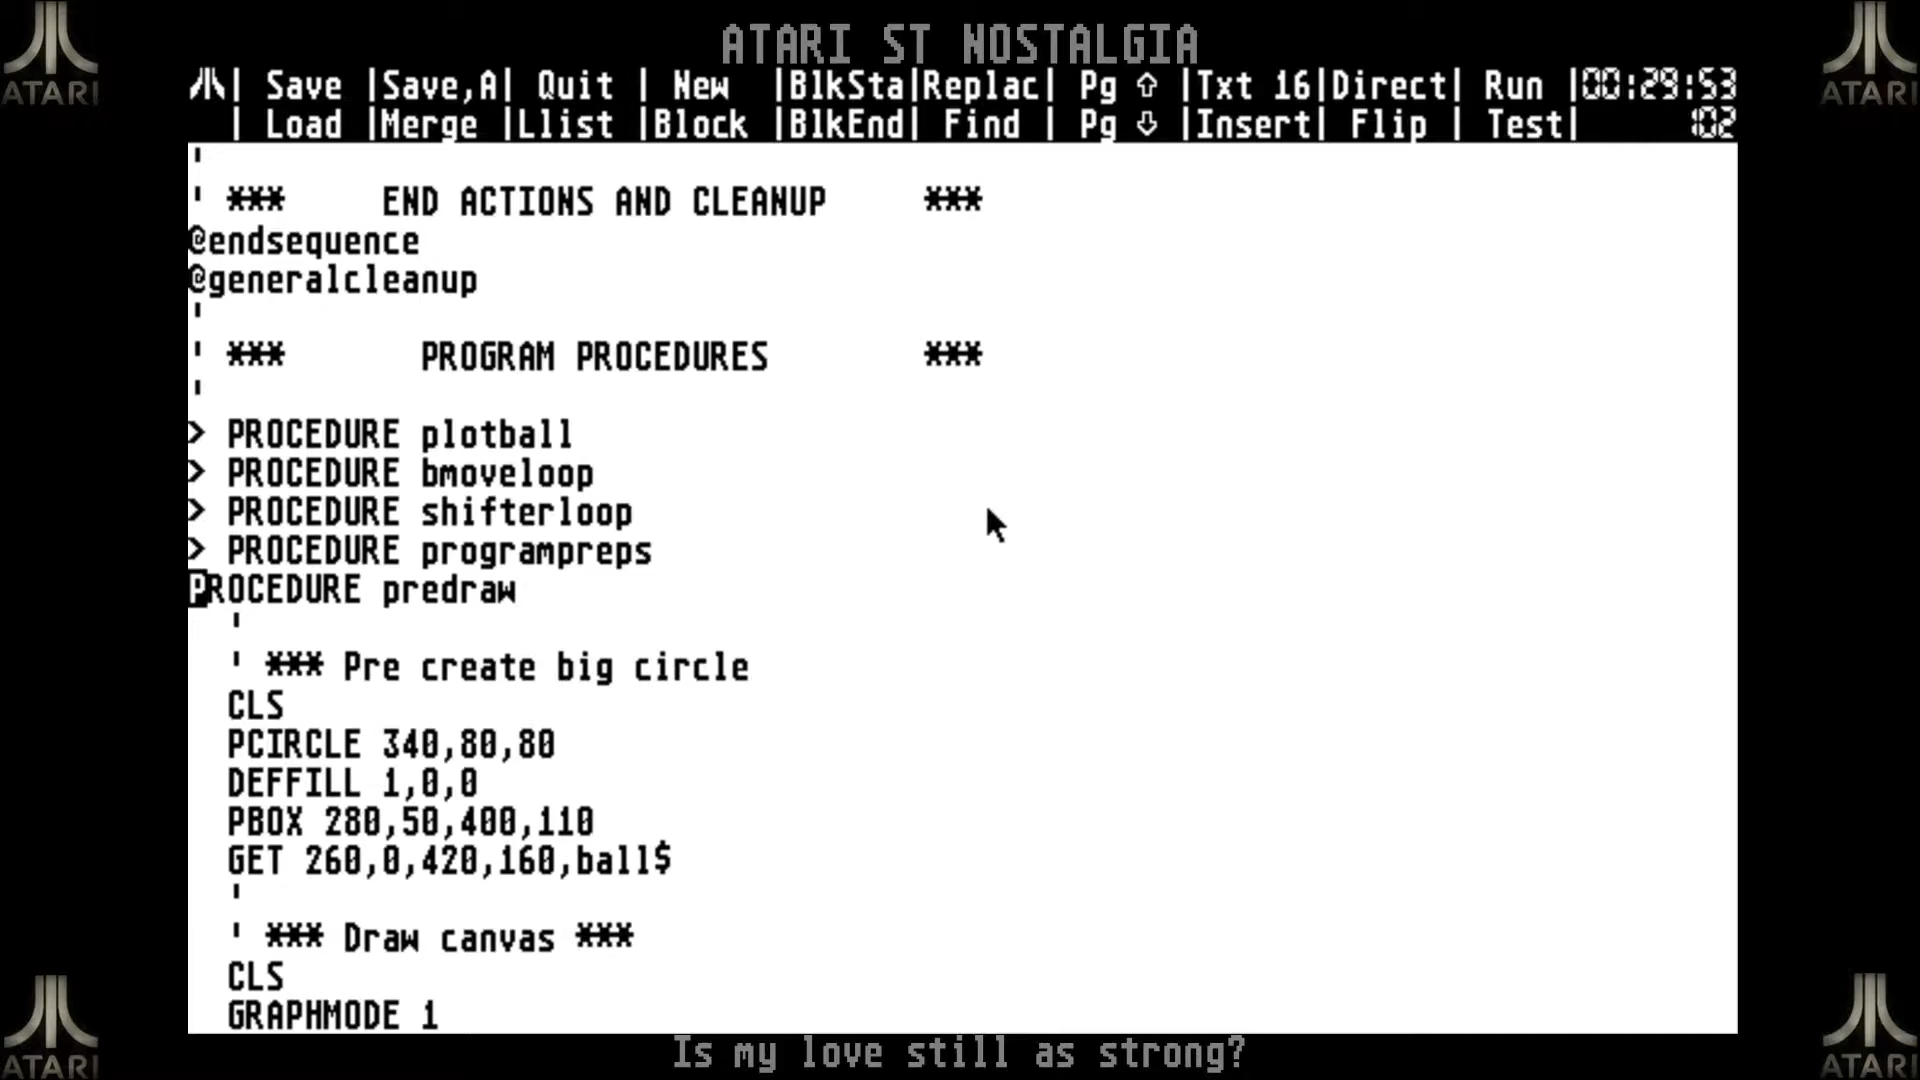 ATARI ST NOSTALGIA
ATARI
ATARI
| Save |Save,A| Quit | New |BlkSta|Replac| Pg ⇧ |Txt 16|Direct| Run |00:29:53
| Load |Merge |Llist |Block |BlkEnd| Find | Pg ⇩ |Insert| Flip | Test| 102
'
' *** END ACTIONS AND CLEANUP ***
@endsequence
@generalcleanup
'
' *** PROGRAM PROCEDURES ***
'
> PROCEDURE plotball
> PROCEDURE bmoveloop
> PROCEDURE shifterloop
> PROCEDURE programpreps
PROCEDURE predraw
'
' *** Pre create big circle
CLS
PCIRCLE 340,80,80
DEFFILL 1,0,0
PBOX 280,50,400,110
GET 260,0,420,160,ball$
'
' *** Draw canvas ***
CLS
GRAPHMODE 1
Is my love still as strong?
ATARI
ATARI